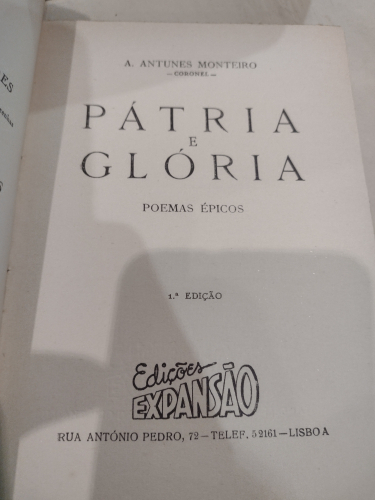 A. ANTUNES MONTEIRO
— CORONEL —
PÁTRIA
E
GLÓRIA
POEMAS ÉPICOS
1.ª EDIÇÃO
Edições
EXPANSÃO
RUA ANTÓNIO PEDRO, 72 — TELEF. 52161 — LISBOA